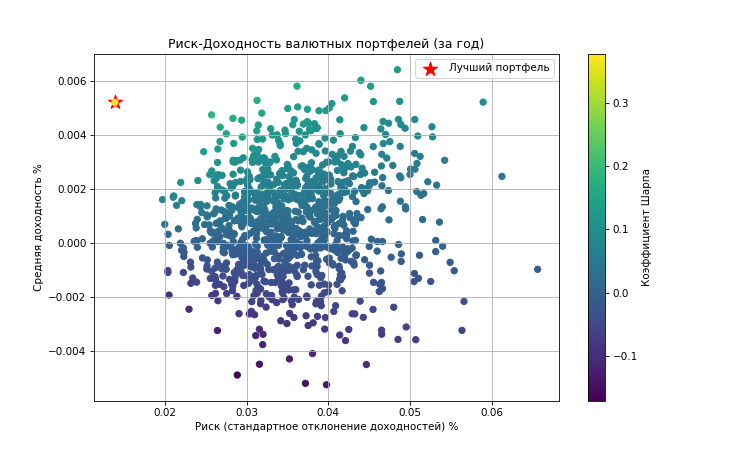 Риск-Доходность валютных портфелей (за год)
Лучший портфель
Средняя доходность %
0.006
0.004
0.002
0.000
−0.002
−0.004
0.02 0.03 0.04 0.05 0.06
Риск (стандартное отклонение доходностей) %
0.3
0.2
0.1
0.0
−0.1
Коэффициент Шарпа